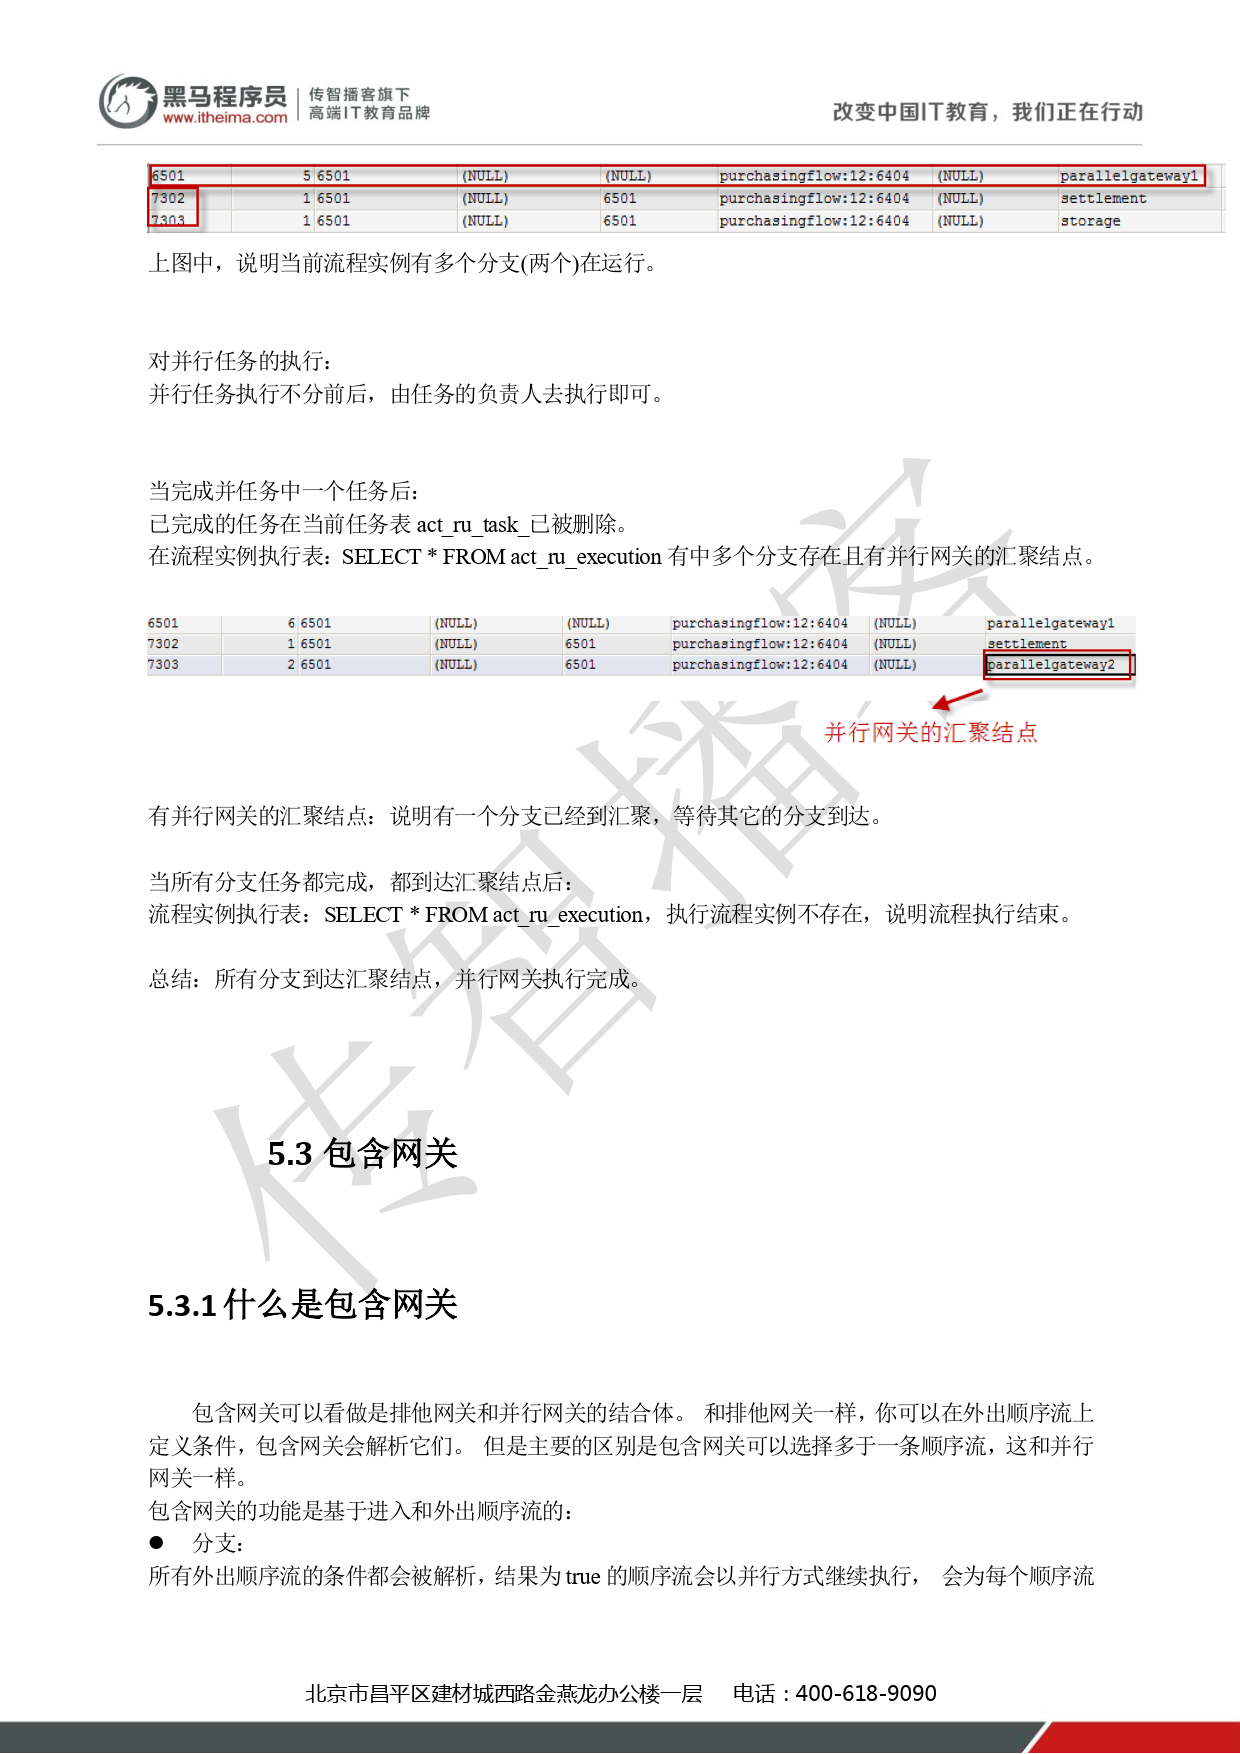 黑马程序员
www.itheima.com
传智播客旗下
高端IT教育品牌
改变中国IT教育，我们正在行动
6501 5 6501 (NULL) (NULL) purchasingflow:12:6404 (NULL) parallelgateway1
7302 1 6501 (NULL) 6501 purchasingflow:12:6404 (NULL) settlement
7303 1 6501 (NULL) 6501 purchasingflow:12:6404 (NULL) storage
上图中，说明当前流程实例有多个分支(两个)在运行。
对并行任务的执行：
并行任务执行不分前后，由任务的负责人去执行即可。
当完成并任务中一个任务后：
已完成的任务在当前任务表 act_ru_task_已被删除。
在流程实例执行表：SELECT * FROM act_ru_execution 有中多个分支存在且有并行网关的汇聚结点。
6501 6 6501 (NULL) (NULL) purchasingflow:12:6404 (NULL) parallelgateway1
7302 1 6501 (NULL) 6501 purchasingflow:12:6404 (NULL) settlement
7303 2 6501 (NULL) 6501 purchasingflow:12:6404 (NULL) parallelgateway2
并行网关的汇聚结点
有并行网关的汇聚结点：说明有一个分支已经到汇聚，等待其它的分支到达。
当所有分支任务都完成，都到达汇聚结点后：
流程实例执行表：SELECT * FROM act_ru_execution，执行流程实例不存在，说明流程执行结束。
总结：所有分支到达汇聚结点，并行网关执行完成。
5.3 包含网关
5.3.1 什么是包含网关
包含网关可以看做是排他网关和并行网关的结合体。 和排他网关一样，你可以在外出顺序流上
定义条件，包含网关会解析它们。 但是主要的区别是包含网关可以选择多于一条顺序流，这和并行
网关一样。
包含网关的功能是基于进入和外出顺序流的：
● 分支：
所有外出顺序流的条件都会被解析，结果为 true 的顺序流会以并行方式继续执行， 会为每个顺序流
传智播客
北京市昌平区建材城西路金燕龙办公楼一层 电话：400-618-9090